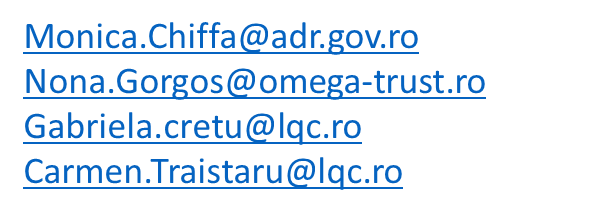 Monica.Chiffa@adr.gov.ro
Nona.Gorgos@omega-trust.ro
Gabriela.cretu@lqc.ro
Carmen.Traistaru@lqc.ro